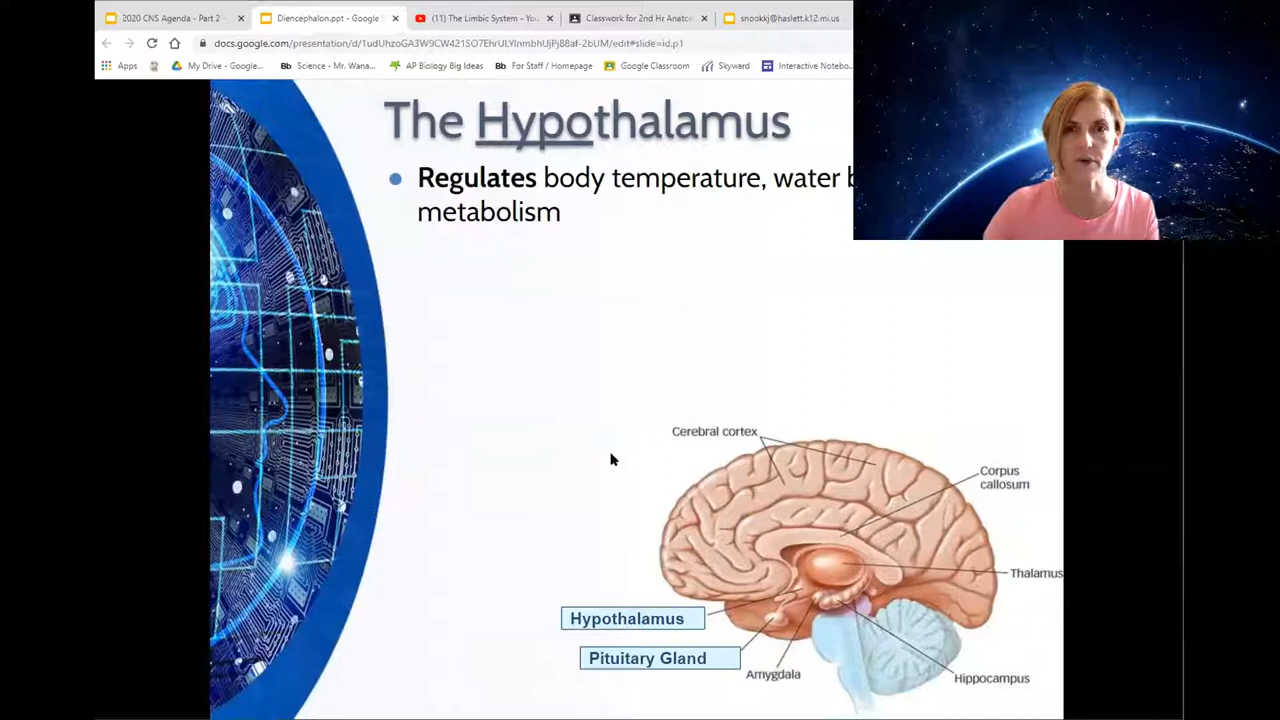 2020 CNS Agenda - Part 2 -
Diencephalon.ppt - Google S
(11) The Limbic System - You
Classwork for 2nd Hr Anatom
snookkj@haslett.k12.mi.us
docs.google.com/presentation/d/
/edit#slide=id.p1
Apps
My Drive - Google...
Bb Science - Mr. Wana...
AP Biology Big Ideas
Bb For Staff / Homepage
Google Classroom
Skyward
Interactive Notebo...
The Hypothalamus
Regulates body temperature, water b
metabolism
Cerebral cortex
Corpus
callosum
Thalamus
Hypothalamus
Pituitary Gland
Amygdala
Hippocampus